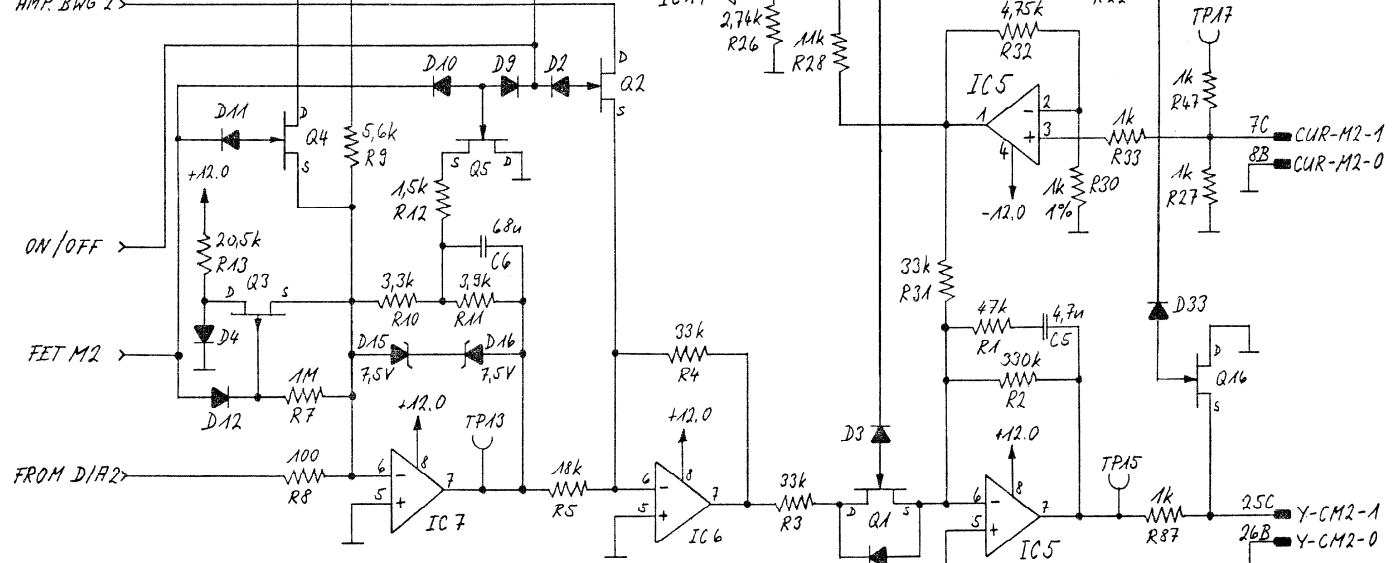 AMP. BWG 2
2,74k
R26
11k
R28
4,75k
R32
TP17
D10 D9 D2
D
Q2
S
IC5
1k
R47
D11
D
Q4
S
5,6k
R9
1 2 3 4
- +
1k
R33
7C CUR-M2-1
8B CUR-M2-0
S Q5 D
+12.0
1,5k
R12
-12,0
1k
1%
R30
1k
R27
ON/OFF
20,5k
R13
68n
C6
Q3
D S
3,3k
R10
3,9k
R11
33k
R31
D4
D15
7,5V
D16
7,5V
33k
R4
47k
R1
4,7n
C5
D33
FET M2
330k
R2
D
Q16
S
D12
1M
R7
+12.0
TP13
+12.0
D3
+12.0
TP15
FROM D/A2
100
R8
6 - 8 7
5 +
IC7
18k
R5
6 - 8 7
5 +
IC6
33k
R3
D Q1 S
6 - 8 7
5 +
IC5
1k
R87
25C Y-CM2-1
26B Y-CM2-0